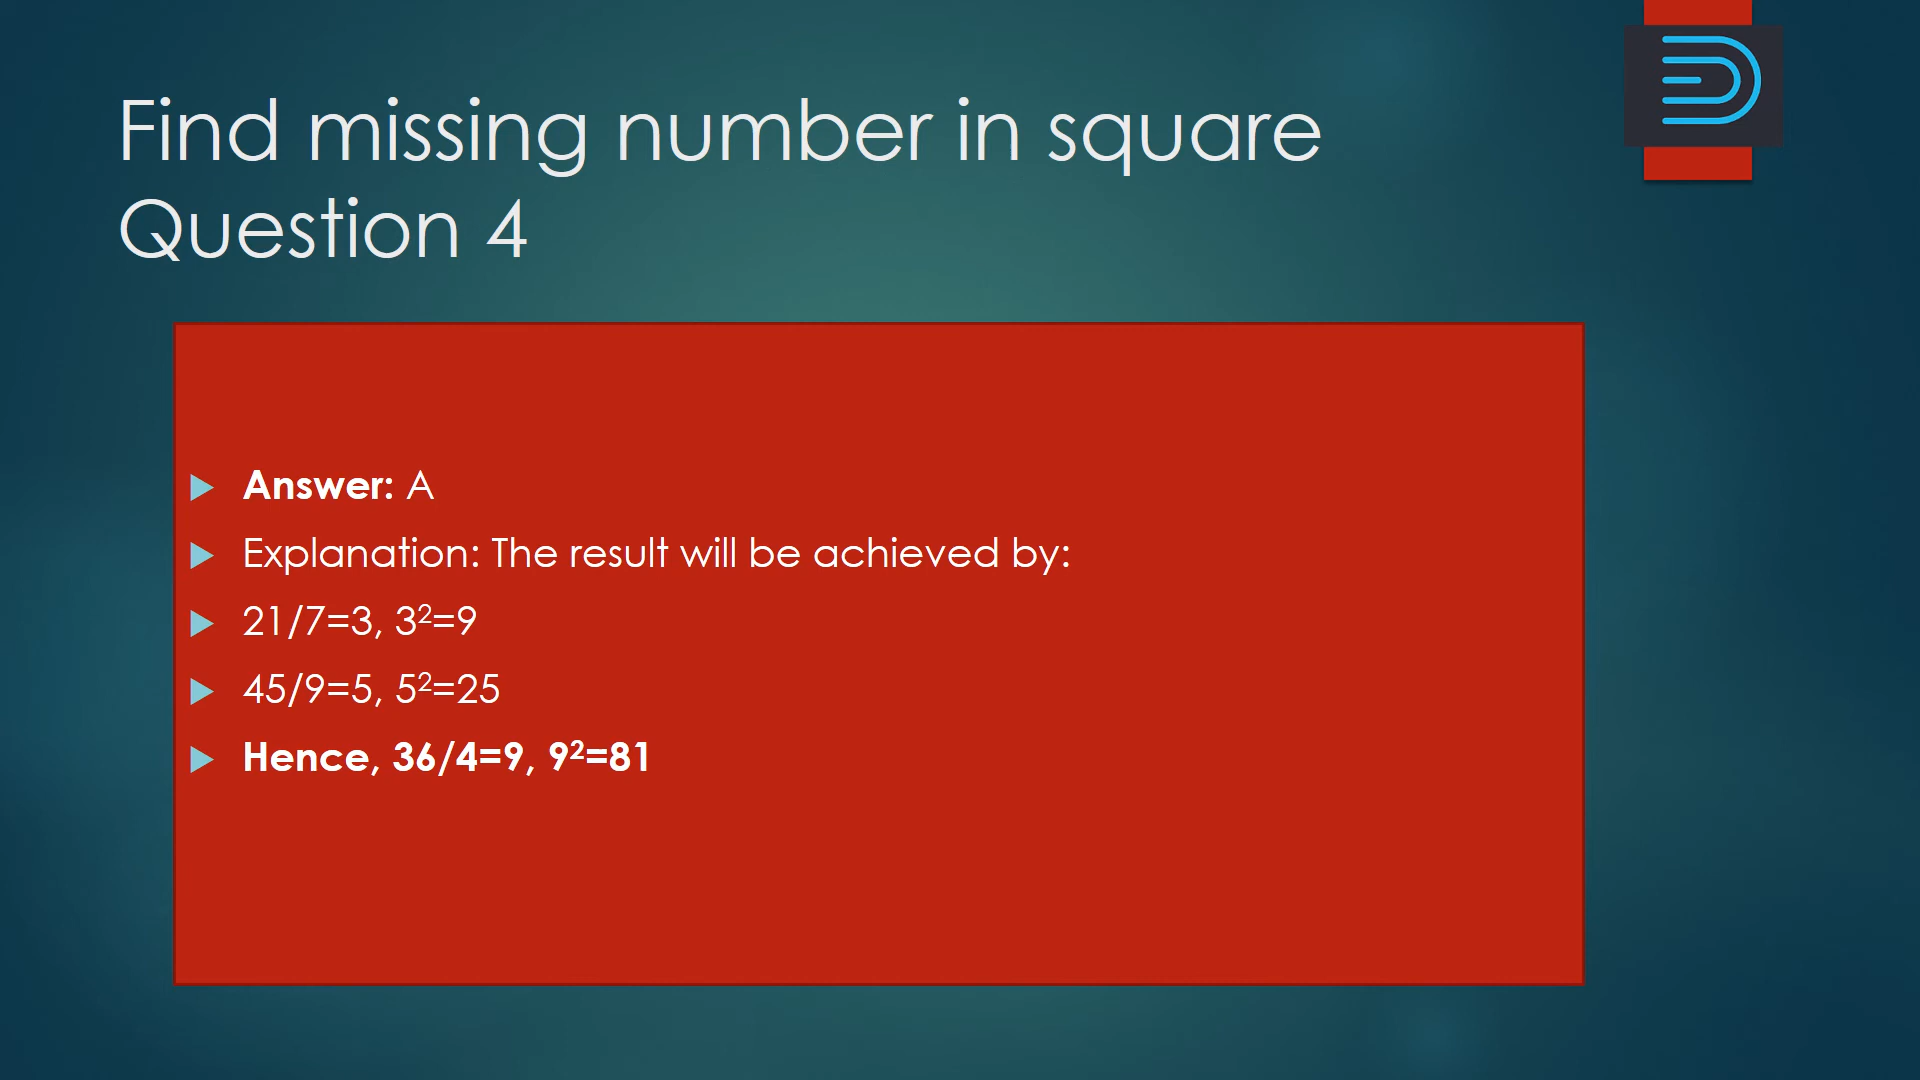 Find missing number in square
Question 4
Answer: A
Explanation: The result will be achieved by:
21/7=3, 3²=9
45/9=5, 5²=25
Hence, 36/4=9, 9²=81